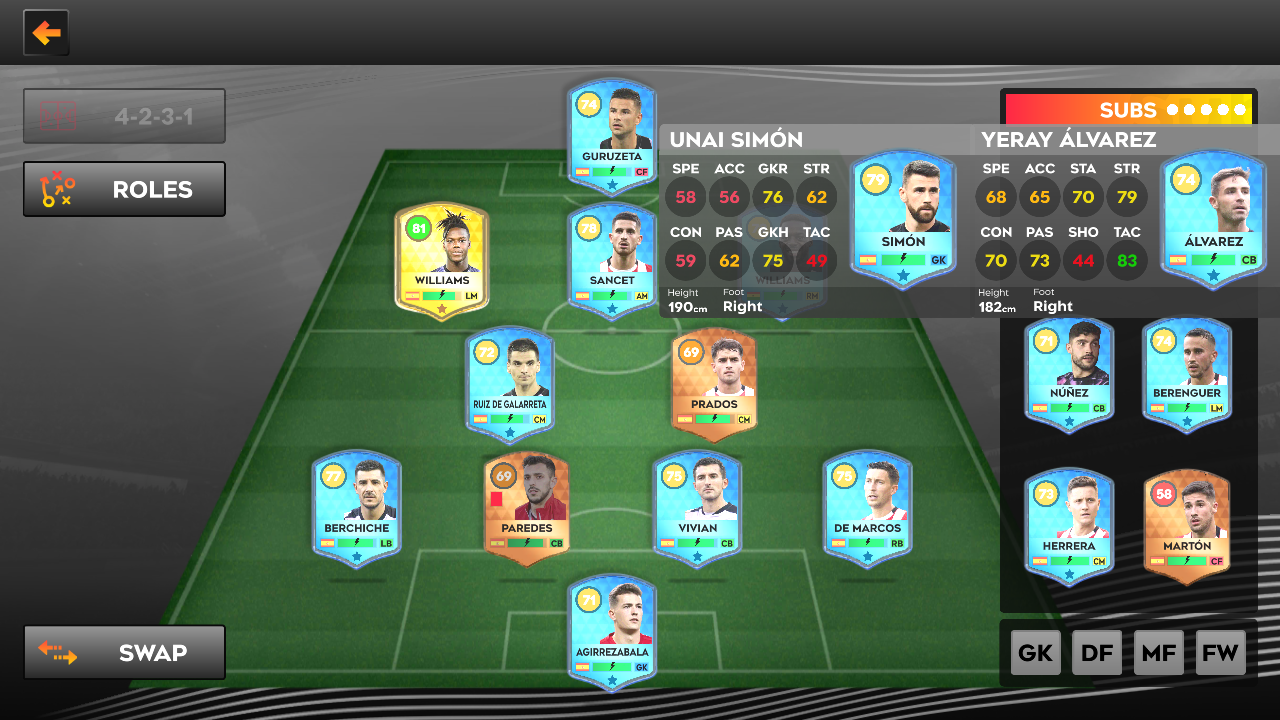 4-2-3-1
ROLES
SWAP
74
GURUZETA
CF
81
WILLIAMS
LM
78
SANCET
AM
WILLIAMS
RM
72
RUIZ DE GALARRETA
CM
69
PRADOS
CM
77
BERCHICHE
LB
69
PAREDES
CB
75
VIVIAN
CB
75
DE MARCOS
RB
71
AGIRREZABALA
GK
SUBS
UNAI SIMÓN
SPE ACC GKR STR
58 56 76 62
CON PAS GKH TAC
59 62 75 49
Height Foot
190cm Right
79
SIMÓN
GK
YERAY ÁLVAREZ
SPE ACC STA STR
68 65 70 79
CON PAS SHO TAC
70 73 44 83
Height Foot
182cm Right
74
ÁLVAREZ
CB
71
NÚÑEZ
CB
74
BERENGUER
LM
73
HERRERA
CM
58
MARTÓN
CF
GK DF MF FW